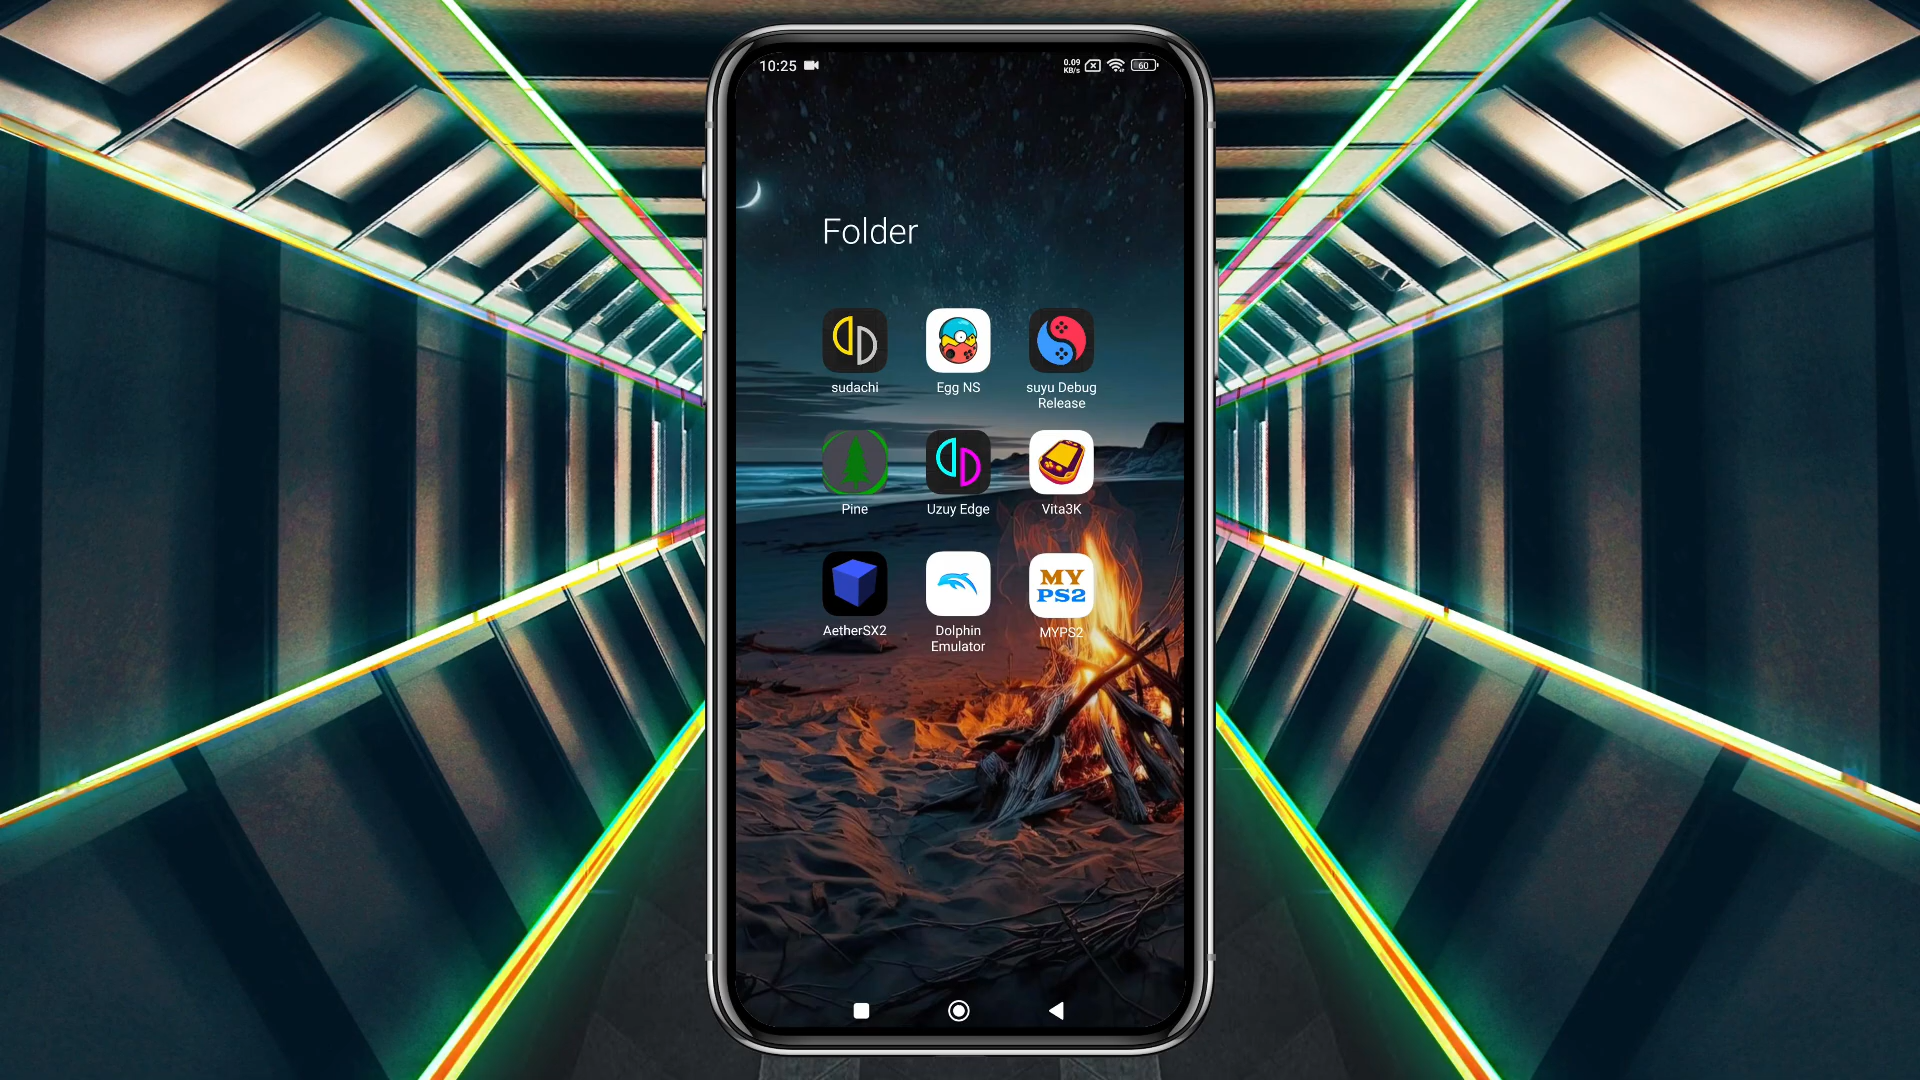 10:25
0.09
KB/s
60
Folder
sudachi
Egg NS
suyu Debug
Release
Pine
Uzuy Edge
Vita3K
MY
PS2
AetherSX2
Dolphin
Emulator
MYPS2